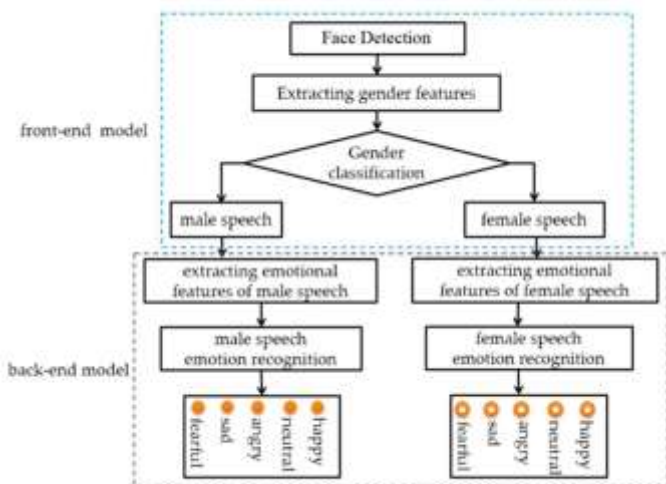 Face Detection
Extracting gender features
front-end model
Gender
classification
male speech
female speech
extracting emotional
features of male speech
extracting emotional
features of female speech
male speech
emotion recognition
female speech
emotion recognition
back-end model
fearful
sad
angry
neutral
happy
fearful
sad
angry
neutral
happy